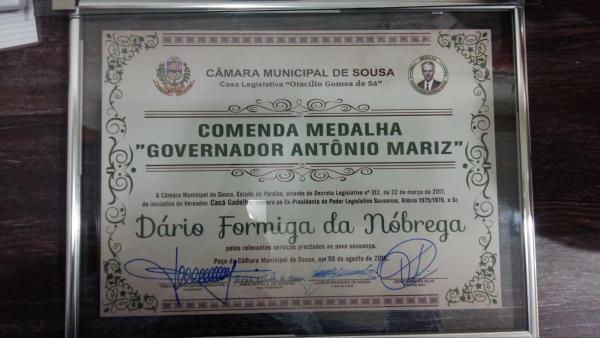 CÂMARA MUNICIPAL DE SOUSA
Casa Legislativa "Otacílio Gomes de Sá"
COMENDA MEDALHA
"GOVERNADOR ANTÔNIO MARIZ"
A Câmara Municipal de Sousa, Estado da Paraíba, através do Decreto Legislativo nº 312, de 22 de março de 2017,
de iniciativa do Vereador: Cacá Gadelha, confere ao Ex-Presidente do Poder Legislativo Sousense, Biênio 1975/1976, o Sr.
Dário Formiga da Nóbrega
pelos relevantes serviços prestados ao povo sousense.
Paço da Câmara Municipal de Sousa, em 08 de agosto de